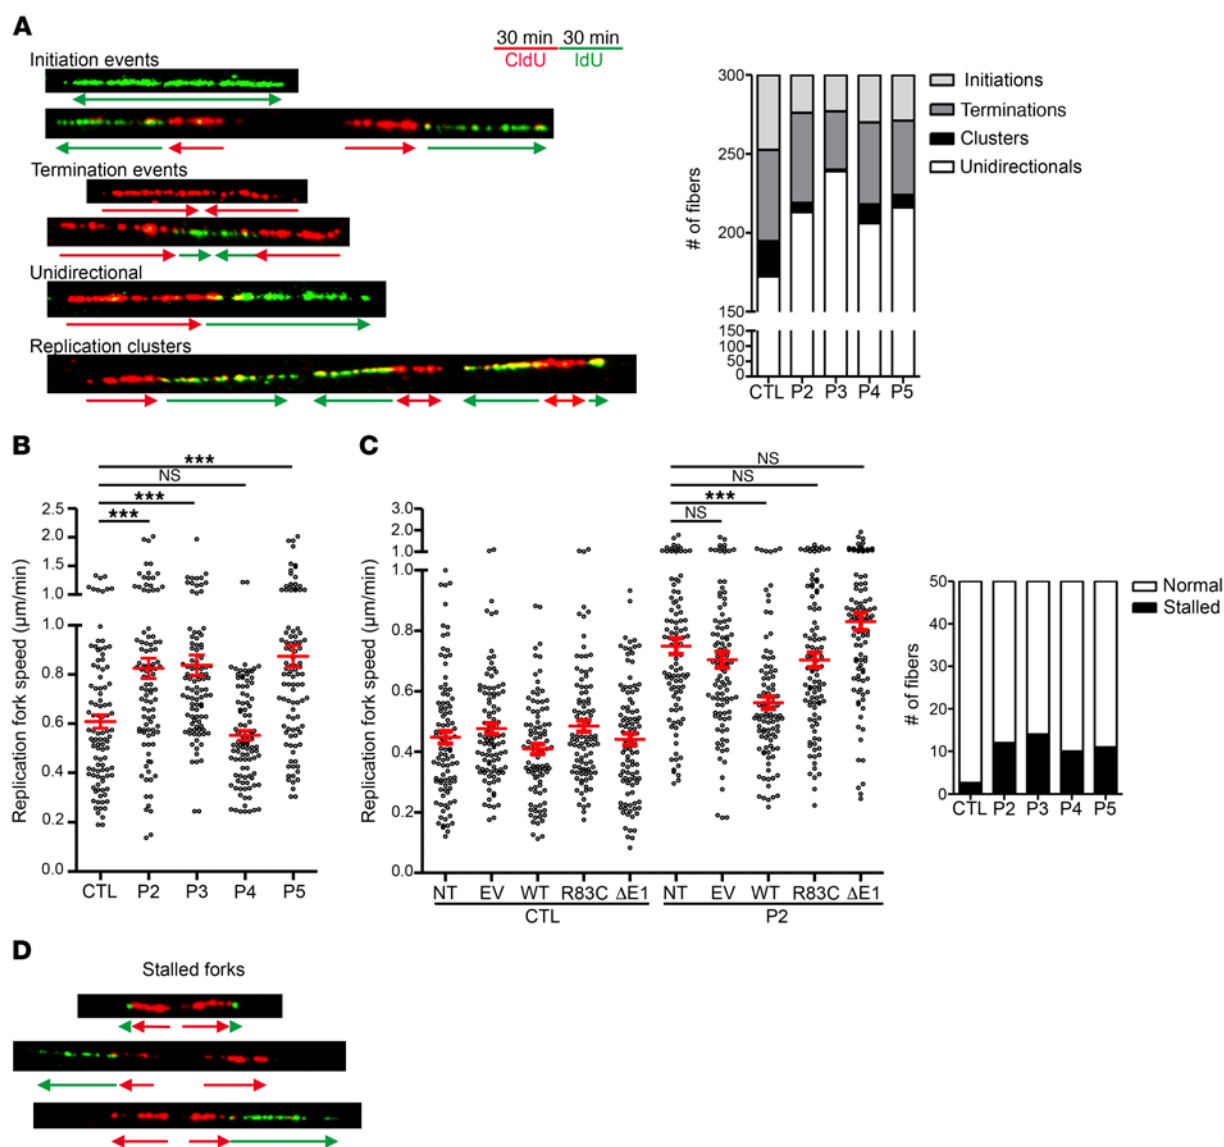 A
30 min 30 min
CldU IdU
Initiation events
Termination events
Unidirectional
Replication clusters
# of fibers
300
250
200
150
150
100
50
0
CTL P2 P3 P4 P5
Initiations
Terminations
Clusters
Unidirectionals
B
***
NS
***
***
Replication fork speed (µm/min)
2.5
2.0
1.5
1.0
1.0
0.8
0.6
0.4
0.2
0.0
CTL P2 P3 P4 P5
C
NS
NS
***
NS
Replication fork speed (µm/min)
3.0
2.0
1.0
1.0
0.8
0.6
0.4
0.2
0.0
NT EV WT R83C ΔE1 NT EV WT R83C ΔE1
CTL P2
# of fibers
50
40
30
20
10
0
CTL P2 P3 P4 P5
Normal
Stalled
D
Stalled forks